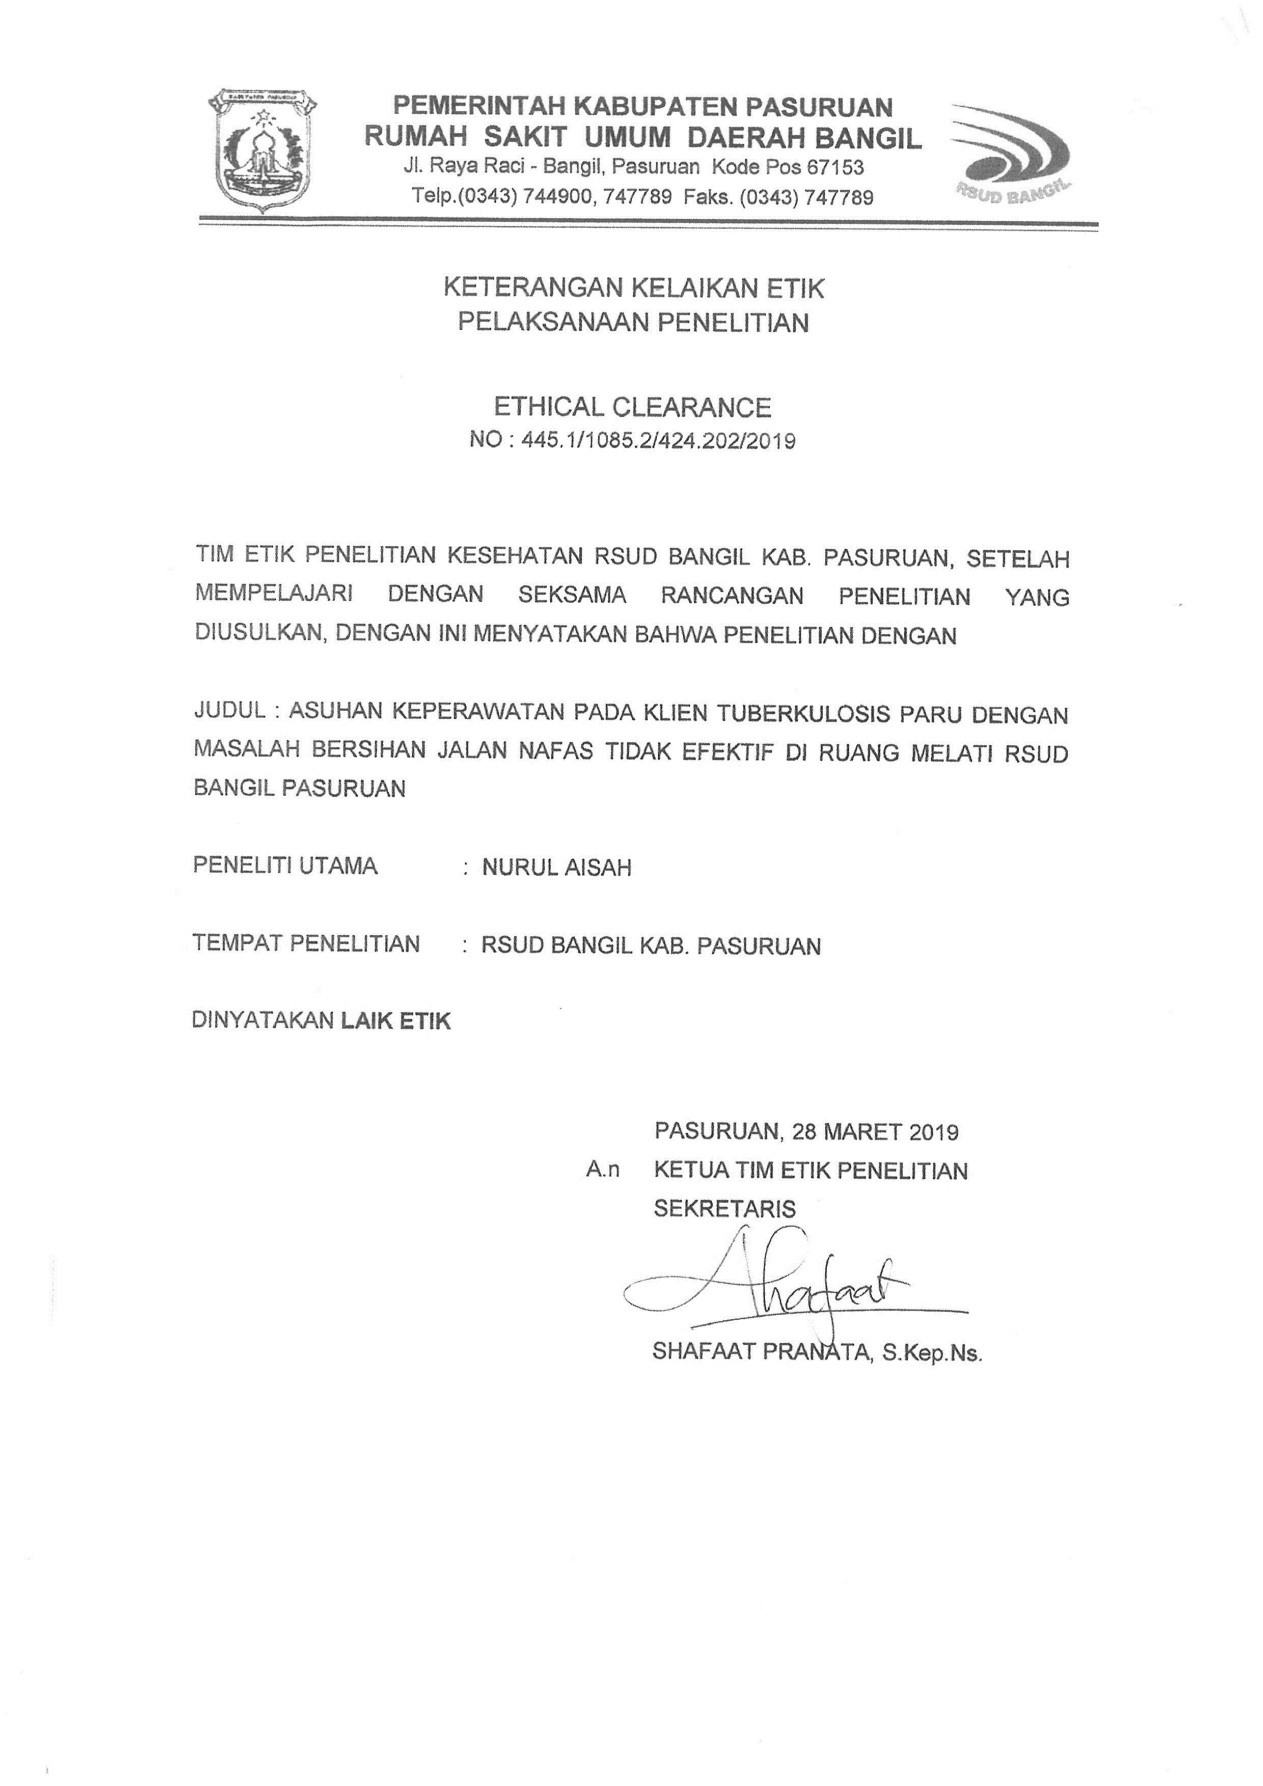 KABUPATEN PASURUAN
PEMERINTAH KABUPATEN PASURUAN
RUMAH SAKIT UMUM DAERAH BANGIL
Jl. Raya Raci - Bangil, Pasuruan Kode Pos 67153
Telp.(0343) 744900, 747789 Faks. (0343) 747789
RSUD BANGIL
KETERANGAN KELAIKAN ETIK
PELAKSANAAN PENELITIAN
ETHICAL CLEARANCE
NO : 445.1/1085.2/424.202/2019
TIM ETIK PENELITIAN KESEHATAN RSUD BANGIL KAB. PASURUAN, SETELAH
MEMPELAJARI DENGAN SEKSAMA RANCANGAN PENELITIAN YANG
DIUSULKAN, DENGAN INI MENYATAKAN BAHWA PENELITIAN DENGAN
JUDUL : ASUHAN KEPERAWATAN PADA KLIEN TUBERKULOSIS PARU DENGAN
MASALAH BERSIHAN JALAN NAFAS TIDAK EFEKTIF DI RUANG MELATI RSUD
BANGIL PASURUAN
PENELITI UTAMA : NURUL AISAH
TEMPAT PENELITIAN : RSUD BANGIL KAB. PASURUAN
DINYATAKAN LAIK ETIK
PASURUAN, 28 MARET 2019
A.n KETUA TIM ETIK PENELITIAN
SEKRETARIS
Shafaat
SHAFAAT PRANATA, S.Kep.Ns.